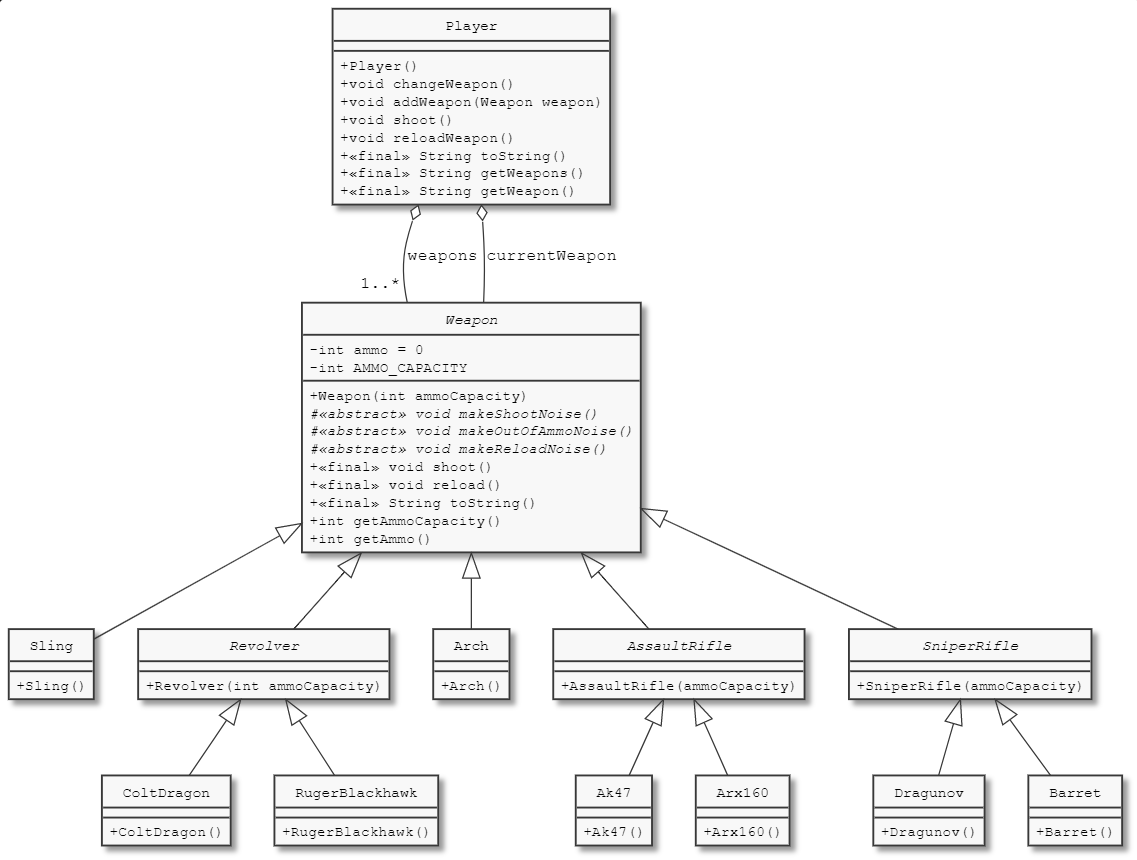 Player
+Player()
+void changeWeapon()
+void addWeapon(Weapon weapon)
+void shoot()
+void reloadWeapon()
+«final» String toString()
+«final» String getWeapons()
+«final» String getWeapon()
weapons
currentWeapon
1..*
Weapon
-int ammo = 0
-int AMMO_CAPACITY
+Weapon(int ammoCapacity)
#«abstract» void makeShootNoise()
#«abstract» void makeOutOfAmmoNoise()
#«abstract» void makeReloadNoise()
+«final» void shoot()
+«final» void reload()
+«final» String toString()
+int getAmmoCapacity()
+int getAmmo()
Sling
+Sling()
Revolver
+Revolver(int ammoCapacity)
Arch
+Arch()
AssaultRifle
+AssaultRifle(ammoCapacity)
SniperRifle
+SniperRifle(ammoCapacity)
ColtDragon
+ColtDragon()
RugerBlackhawk
+RugerBlackhawk()
Ak47
+Ak47()
Arx160
+Arx160()
Dragunov
+Dragunov()
Barret
+Barret()